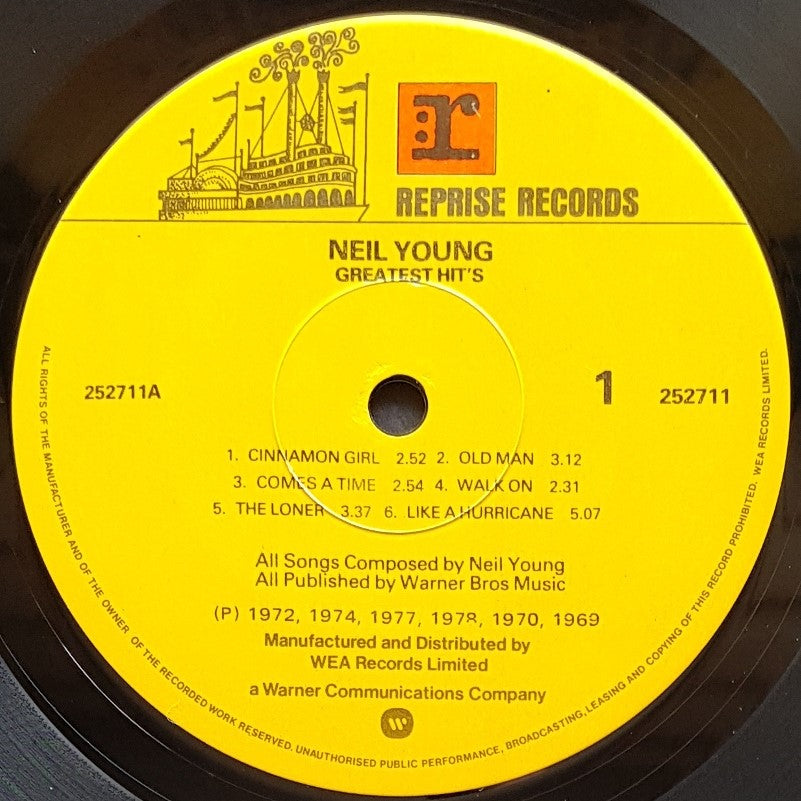 r
REPRISE RECORDS
NEIL YOUNG
GREATEST HIT'S
252711A
1
252711
1. CINNAMON GIRL 2.52 2. OLD MAN 3.12
3. COMES A TIME 2.54 4. WALK ON 2.31
5. THE LONER 3.37 6. LIKE A HURRICANE 5.07
All Songs Composed by Neil Young
All Published by Warner Bros Music
(P) 1972, 1974, 1977, 1978, 1970, 1969
Manufactured and Distributed by
WEA Records Limited
a Warner Communications Company
W
ALL RIGHTS OF THE MANUFACTURER AND OF THE OWNER OF THE RECORDED WORK RESERVED. UNAUTHORISED PUBLIC PERFORMANCE, BROADCASTING, LEASING AND COPYING OF THIS RECORD PROHIBITED. WEA RECORDS LIMITED.